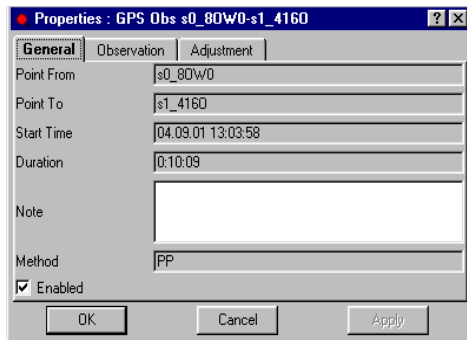 Properties : GPS Obs s0_80W0-s1_4160
General Observation Adjustment
Point From s0_80W0
Point To s1_4160
Start Time 04.09.01 13:03:58
Duration 0:10:09
Note
Method PP
Enabled
OK Cancel Apply